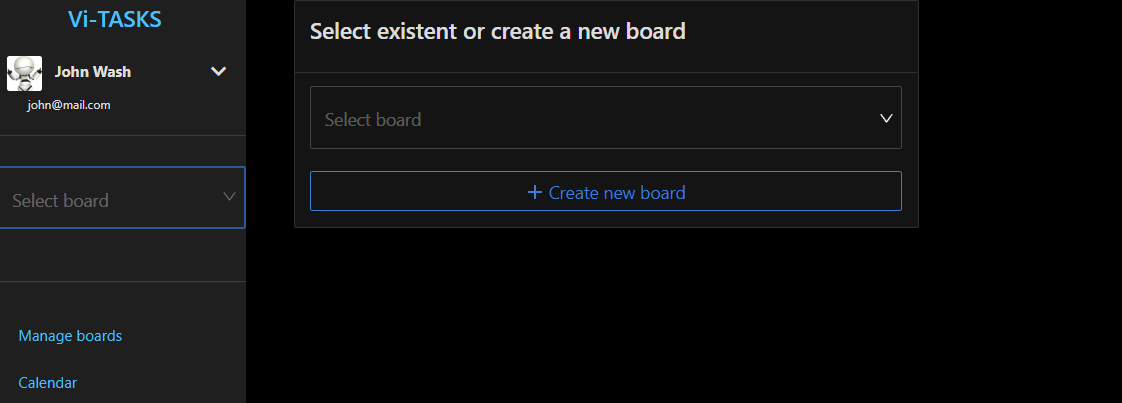 Vi-TASKS
John Wash
john@mail.com
Select board
Manage boards
Calendar
Select existent or create a new board
Select board
+ Create new board